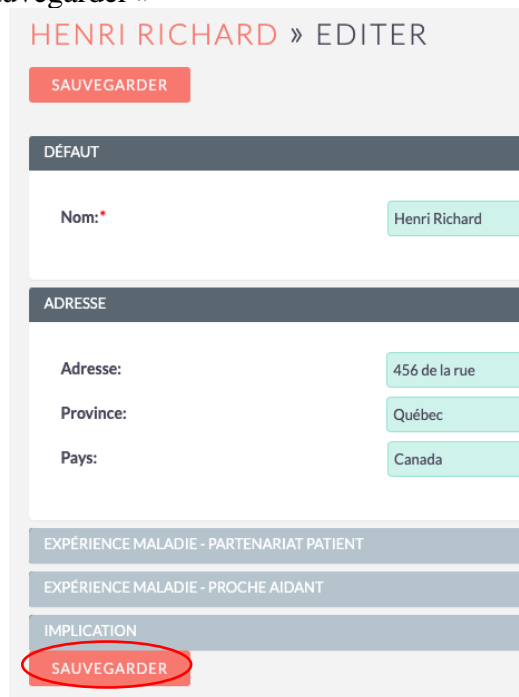 HENRI RICHARD » EDITER
SAUVEGARDER
DÉFAUT
Nom:* Henri Richard
ADRESSE
Adresse: 456 de la rue
Province: Québec
Pays: Canada
EXPÉRIENCE MALADIE - PARTENARIAT PATIENT
EXPÉRIENCE MALADIE - PROCHE AIDANT
IMPLICATION
SAUVEGARDER